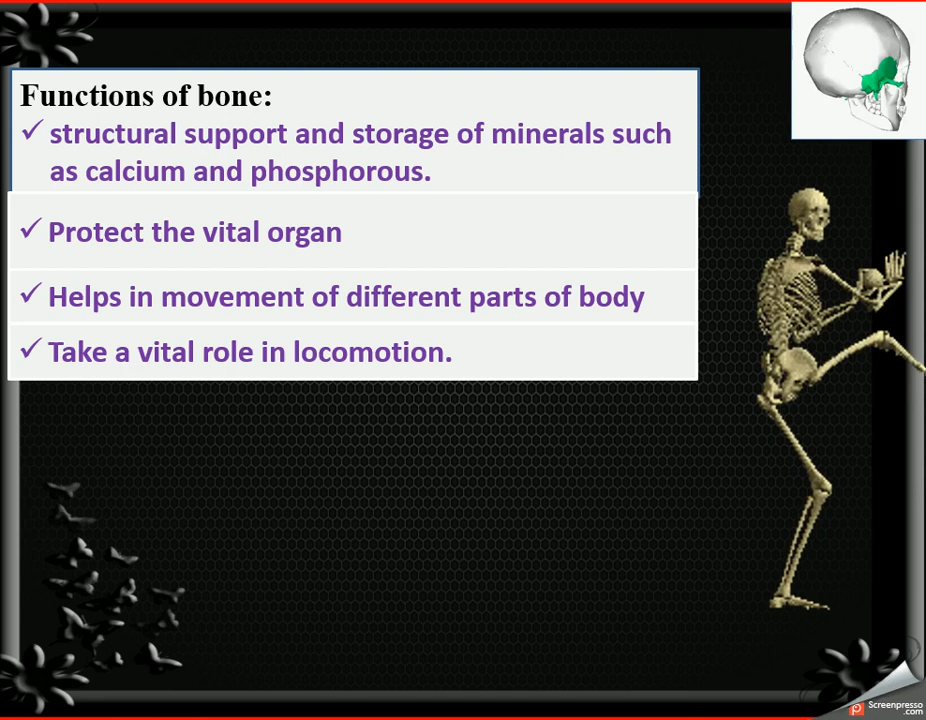 Functions of bone:
✓ structural support and storage of minerals such
as calcium and phosphorous.
✓ Protect the vital organ
✓ Helps in movement of different parts of body
✓ Take a vital role in locomotion.
Screenpresso
.com